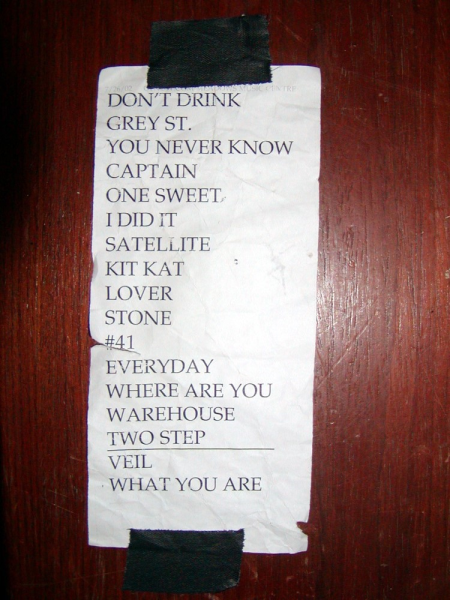 DON'T DRINK
GREY ST.
YOU NEVER KNOW
CAPTAIN
ONE SWEET
I DID IT
SATELLITE
KIT KAT
LOVER
STONE
#41
EVERYDAY
WHERE ARE YOU
WAREHOUSE
TWO STEP
VEIL
WHAT YOU ARE